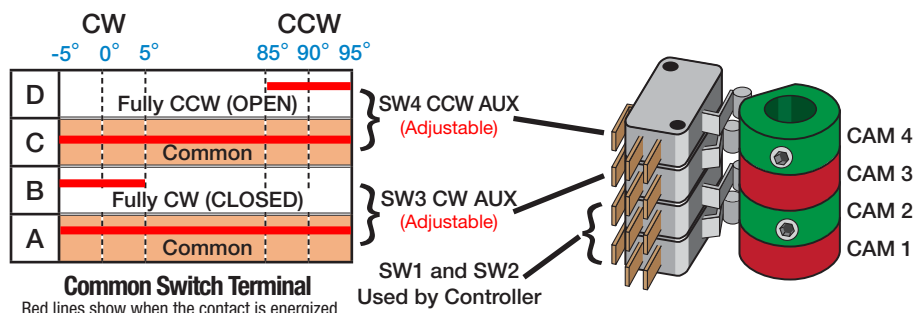 CW CCW
-5° 0° 5° 85° 90° 95°
D
Fully CCW (OPEN)
C
Common
B
Fully CW (CLOSED)
A
Common
Common Switch Terminal
Red lines show when the contact is energized
SW4 CCW AUX
(Adjustable)
SW3 CW AUX
(Adjustable)
SW1 and SW2
Used by Controller
CAM 4
CAM 3
CAM 2
CAM 1